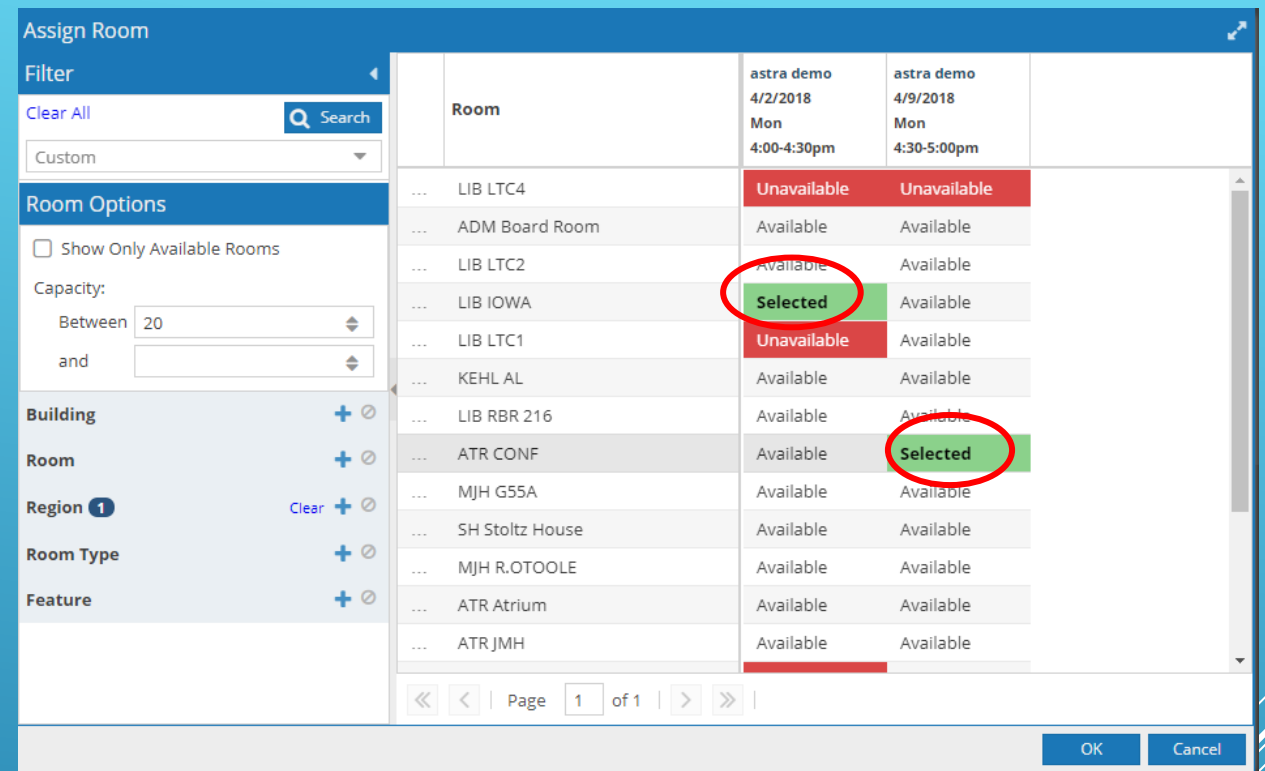 Assign Room
Filter
Clear All
Search
Custom
Room Options
Show Only Available Rooms
Capacity:
Between 20
and
Building
Room
Region 1 Clear
Room Type
Feature
Room
astra demo
4/2/2018
Mon
4:00-4:30pm
astra demo
4/9/2018
Mon
4:30-5:00pm
... LIB LTC4 Unavailable Unavailable
... ADM Board Room Available Available
... LIB LTC2 Available Available
... LIB IOWA Selected Available
... LIB LTC1 Unavailable Available
... KEHL AL Available Available
... LIB RBR 216 Available Available
... ATR CONF Available Selected
... MJH G55A Available Available
... SH Stoltz House Available Available
... MJH R.OTOOLE Available Available
... ATR Atrium Available Available
... ATR JMH Available Available
Page 1 of 1
OK Cancel